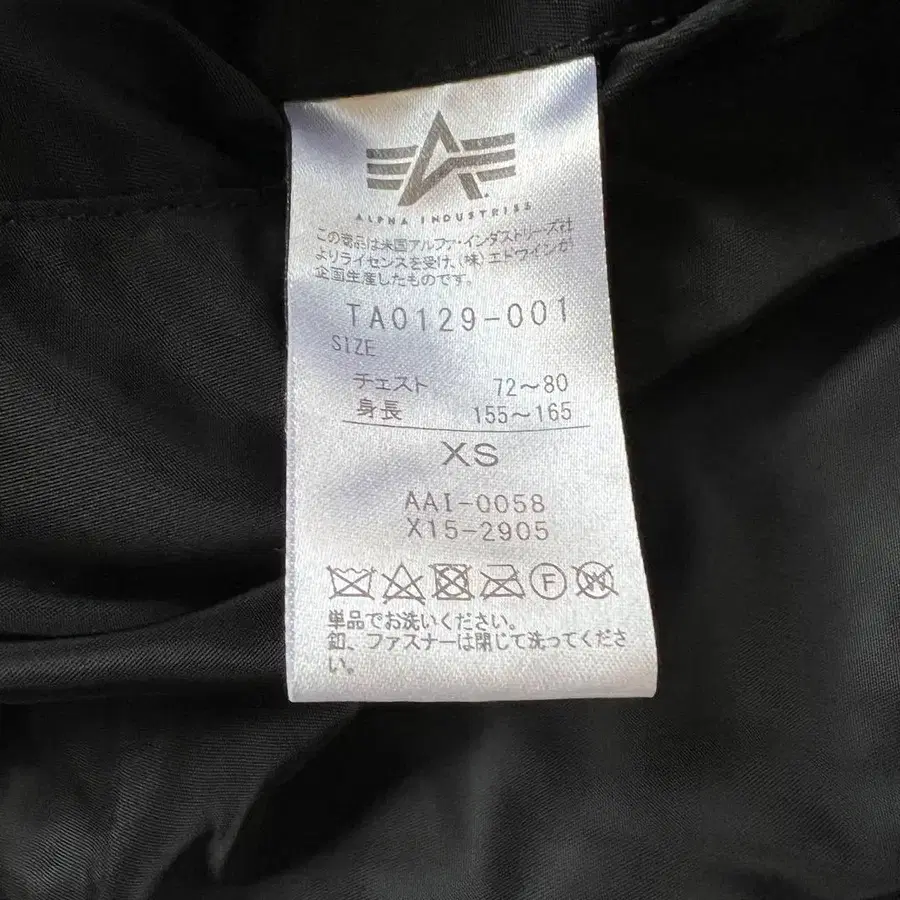 ALPHA INDUSTRIES
この商品は米国アルファ・インダストリーズ社
よりライセンスを受け、(株)エドウインが
企画生産したものです。
TA0129-001
SIZE
チェスト 72～80
身長 155～165
XS
AAI-0058
X15-2905
F W
単品でお洗いください。
釦、ファスナーは閉じて洗ってくださ
い。